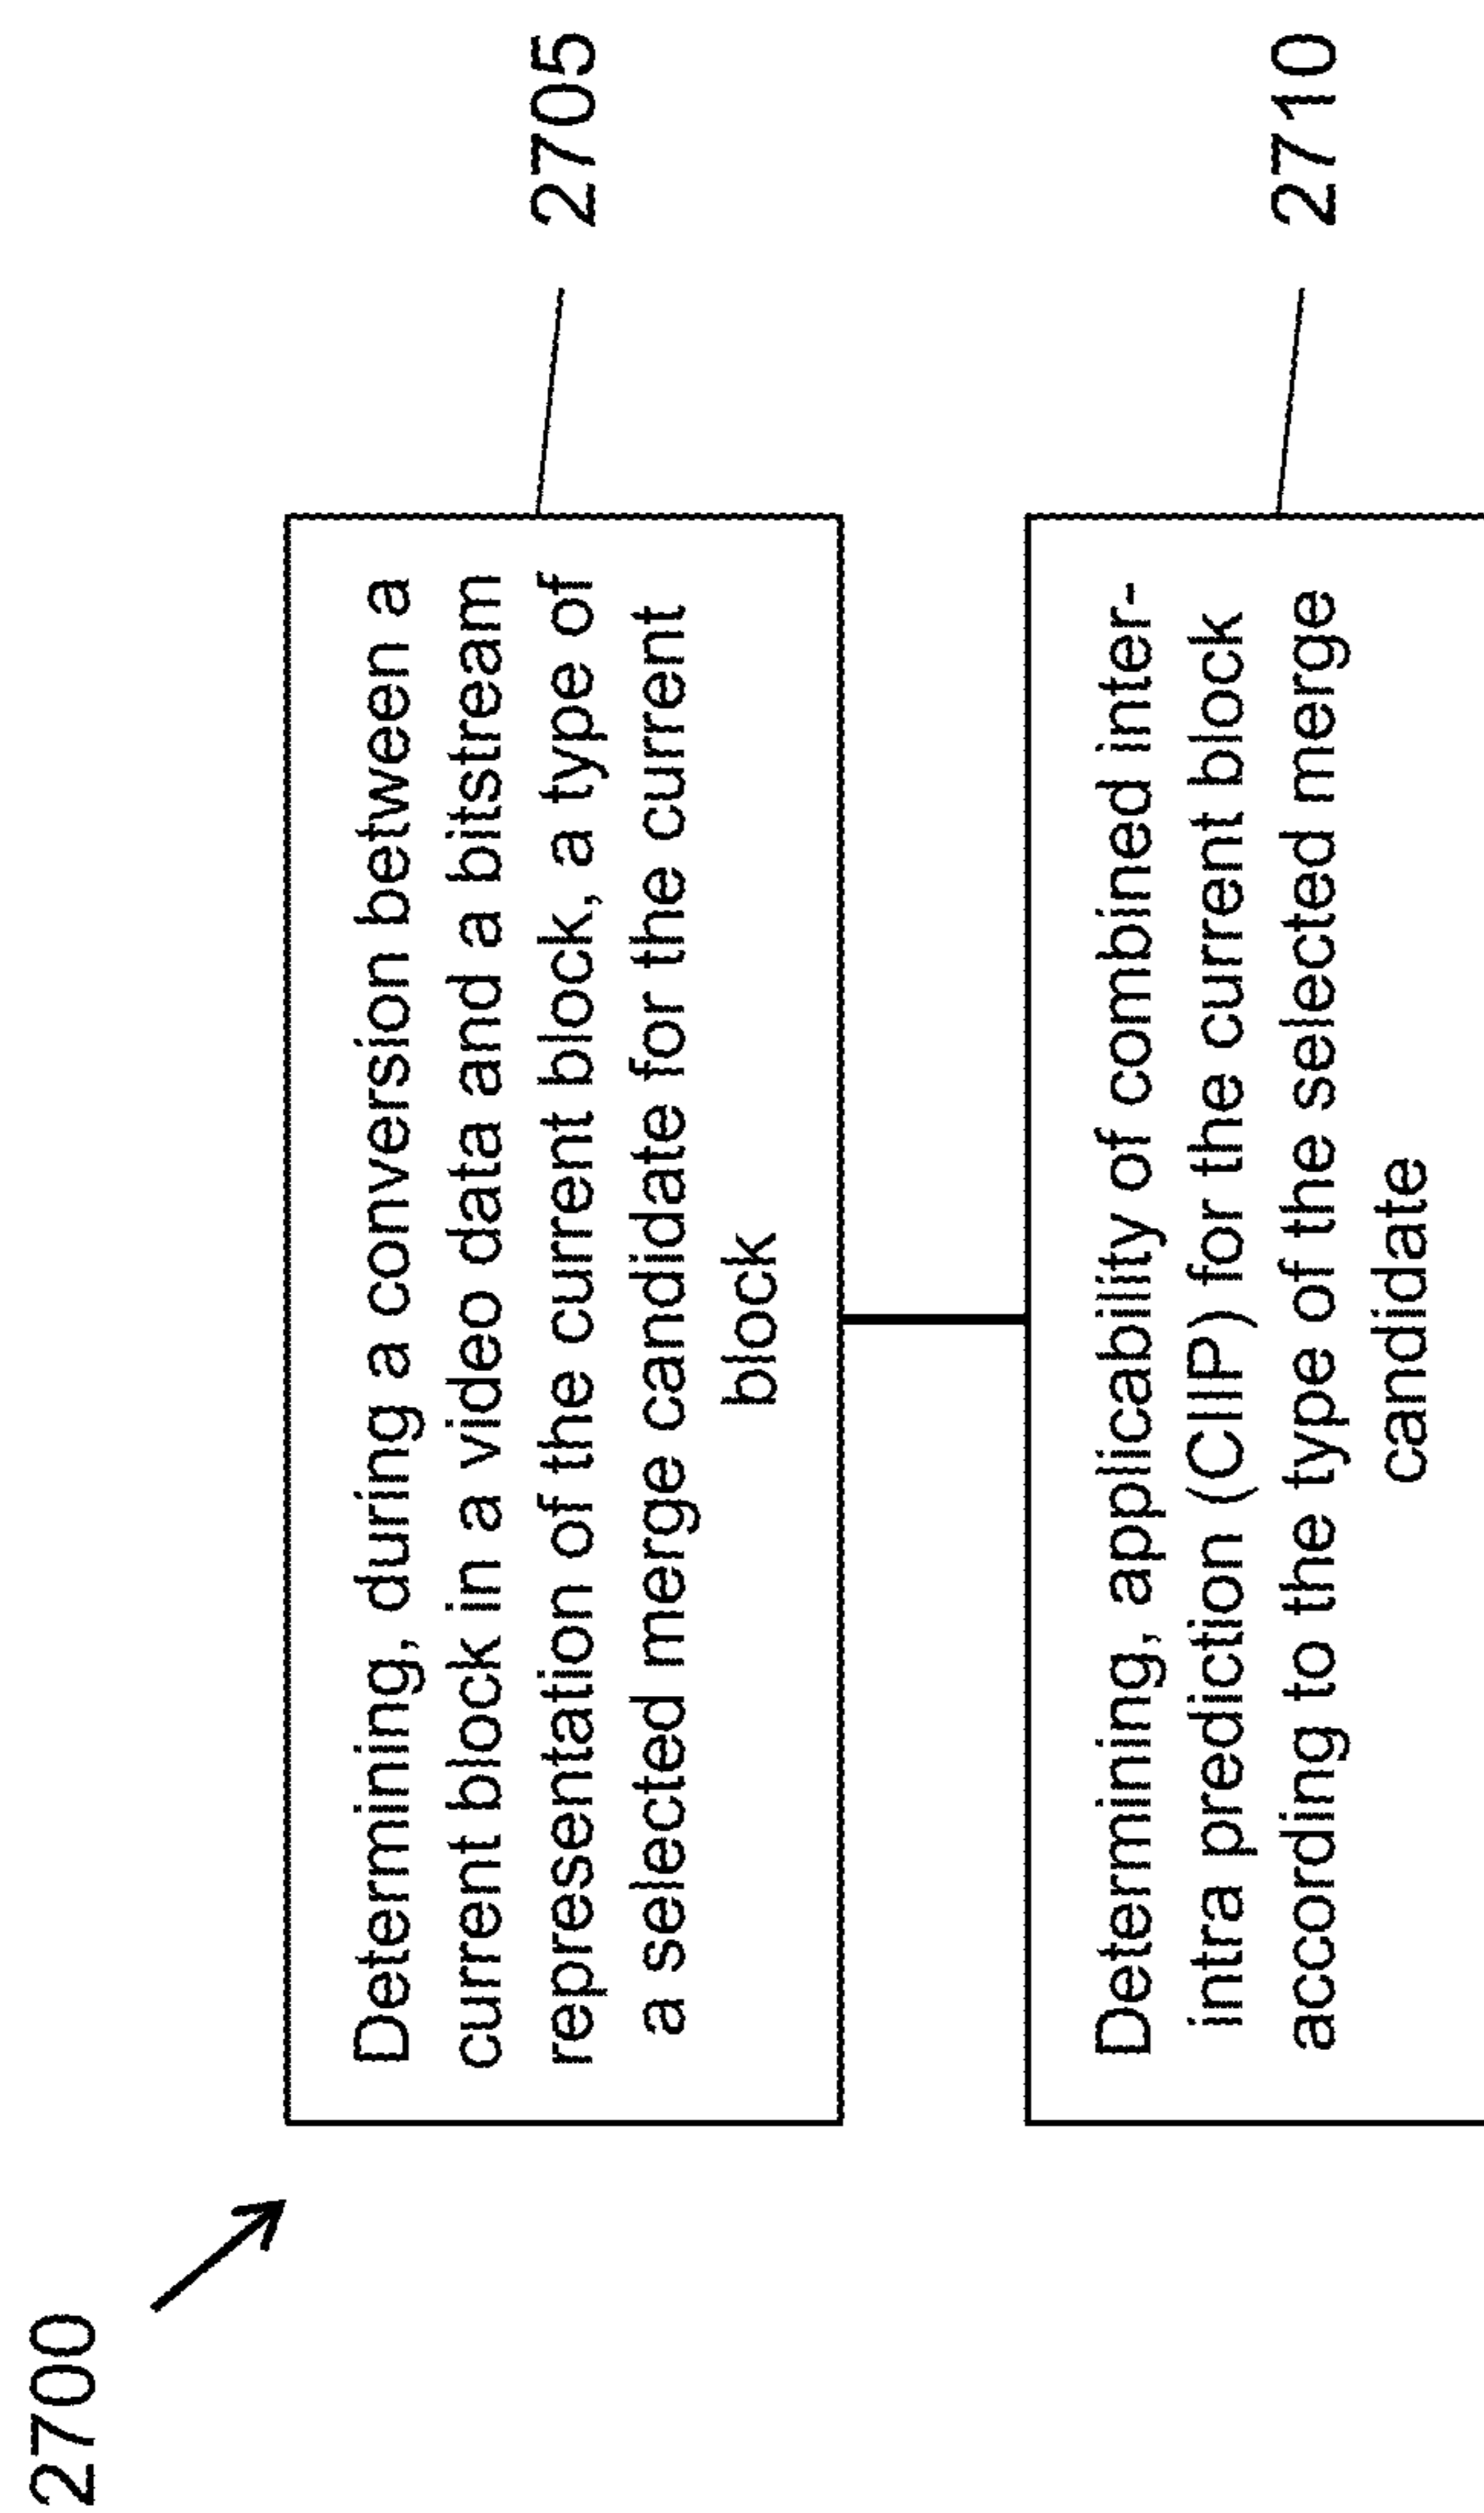 2700
Determining, during a conversion between a
current block in a video data and a bitstream
representation of the current block, a type of
a selected merge candidate for the current
block
2705
Determining, applicability of combined inter-
intra prediction (CIIP) for the current block
according to the type of the selected merge
candidate
2710